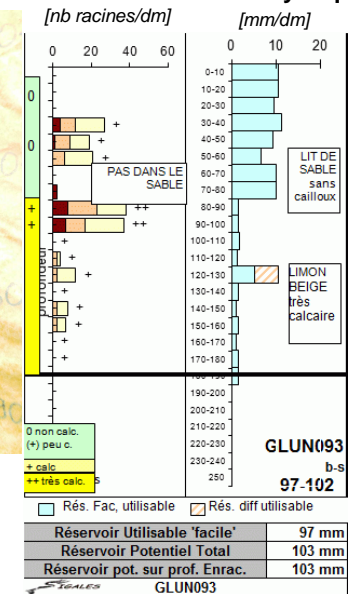 [nb racines/dm]
[mm/dm]
0 20 40 60
0 10 20
0-10
10-20
20-30
30-40
40-50
50-60
60-70
70-80
80-90
90-100
100-110
110-120
120-130
130-140
140-150
150-160
160-170
170-180
190-200
200-210
210-220
220-230
230-240
250
0
0
+
+
+
+
+
++
++
+
+
+
+
+
+
+
+
PAS DANS LE
SABLE
LIT DE
SABLE
sans
cailloux
LIMON
BEIGE
très
calcaire
0 non calc.
(+) peu c.
+ calc
++ très calc.
s
GLUN093
b-s
97-102
Rés. Fac, utilisable
Rés. diff utilisable
Réservoir Utilisable 'facile' 97 mm
Réservoir Potentiel Total 103 mm
Réservoir pot. sur prof. Enrac. 103 mm
SIGALES GLUN093